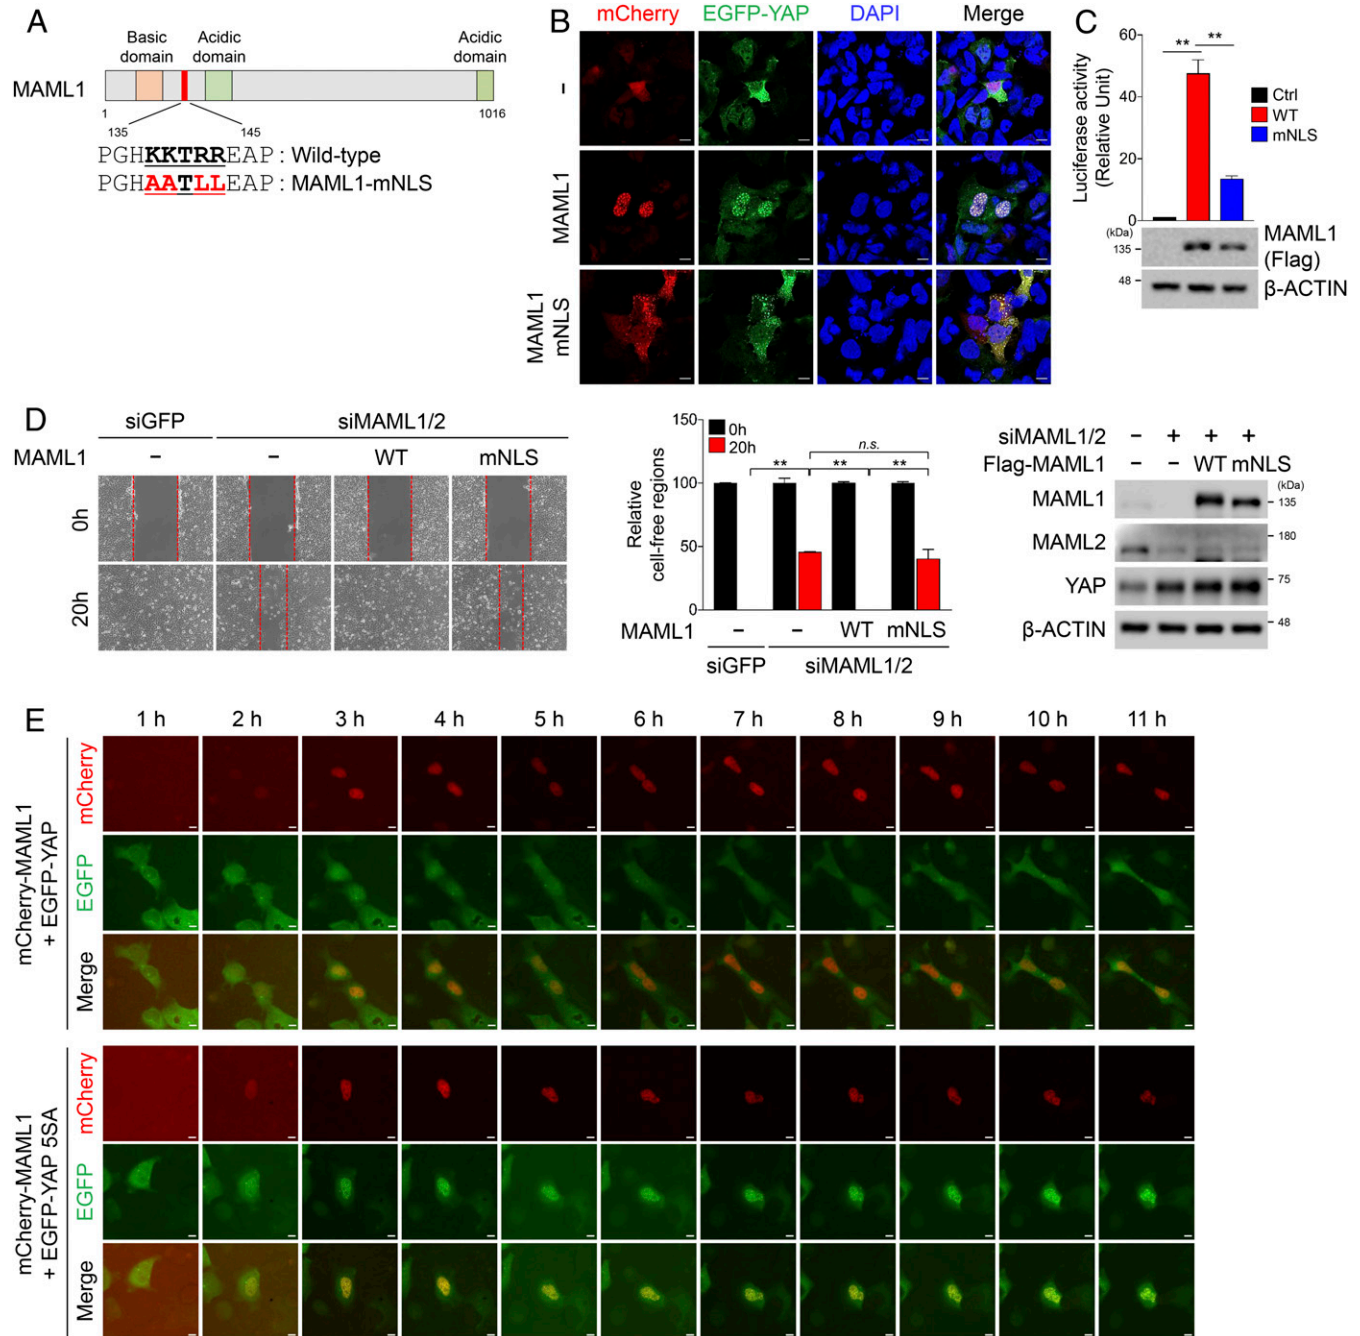 A
Basic domain
Acidic domain
Acidic domain
MAML1
1
1016
135
145
PGHKKTRREAP : Wild-type
PGHAATLLEAP : MAML1-mNLS
B
mCherry EGFP-YAP DAPI Merge
–
MAML1
MAML1 mNLS
C
Luciferase activity (Relative Unit)
60
40
20
0
** **
Ctrl
WT
mNLS
(kDa)
135
48
MAML1 (Flag)
β-ACTIN
D
siGFP siMAML1/2
MAML1 – – WT mNLS
0h
20h
Relative cell-free regions
150
100
50
0
0h
20h
n.s.
** ** **
MAML1 – – WT mNLS
siGFP siMAML1/2
siMAML1/2 – + + +
Flag-MAML1 – – WT mNLS
(kDa)
MAML1 135
180
MAML2
YAP 75
β-ACTIN 48
E
1 h 2 h 3 h 4 h 5 h 6 h 7 h 8 h 9 h 10 h 11 h
mCherry-MAML1 + EGFP-YAP
mCherry
EGFP
Merge
mCherry-MAML1 + EGFP-YAP 5SA
mCherry
EGFP
Merge